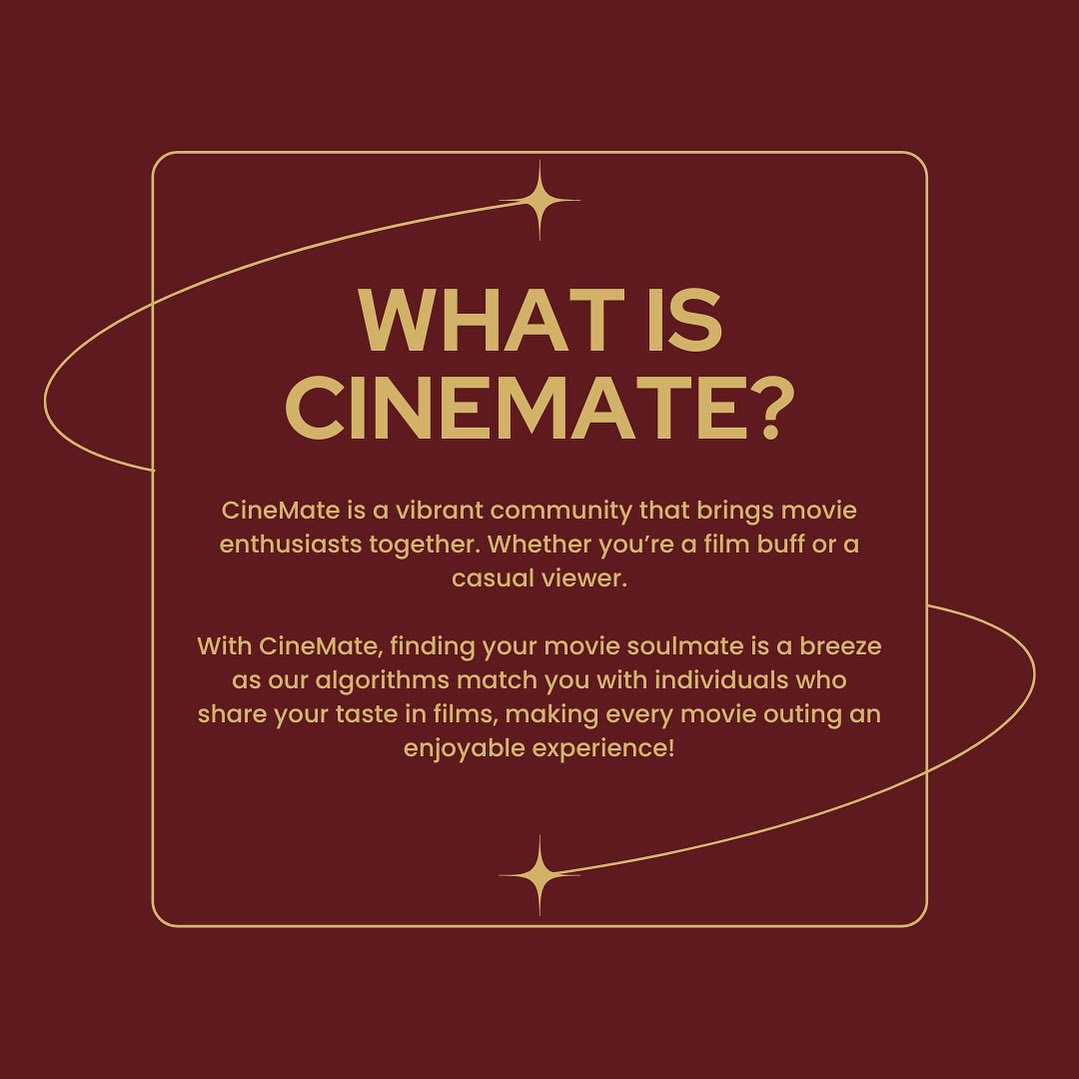 WHAT IS
CINEMATE?
CineMate is a vibrant community that brings movie
enthusiasts together. Whether you’re a film buff or a
casual viewer.
With CineMate, finding your movie soulmate is a breeze
as our algorithms match you with individuals who
share your taste in films, making every movie outing an
enjoyable experience!